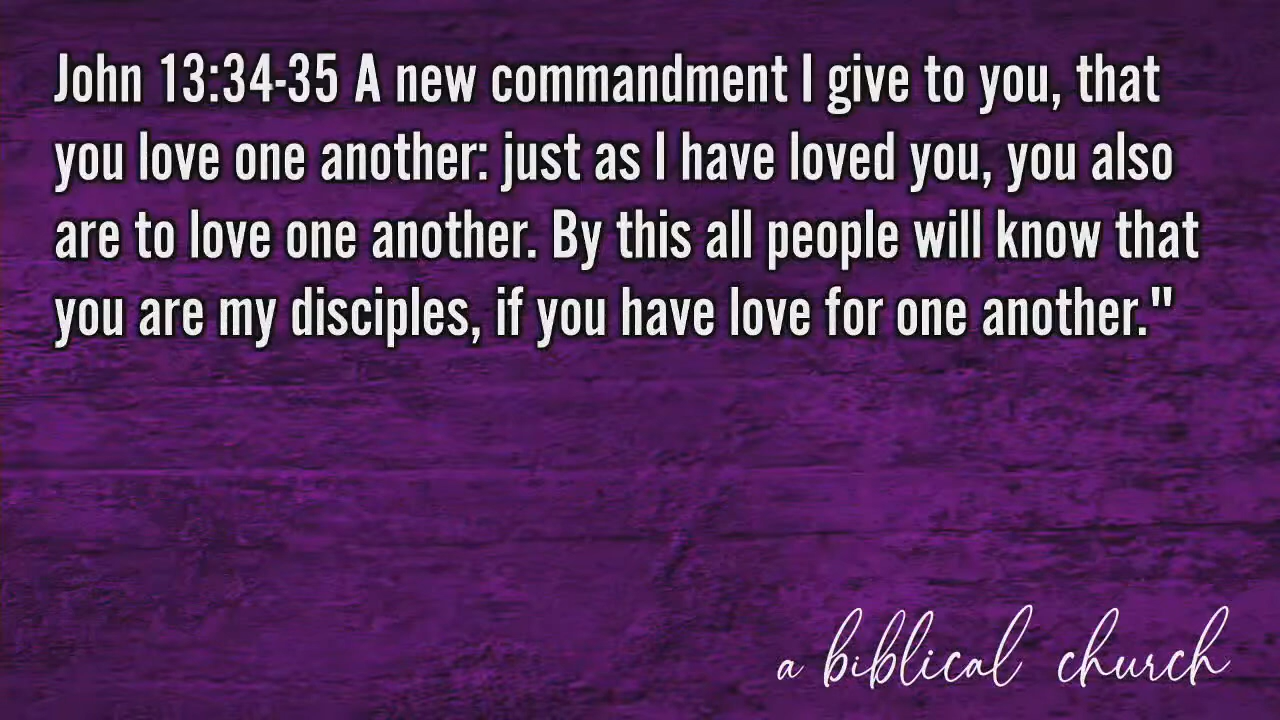 John 13:34-35 A new commandment I give to you, that
you love one another: just as I have loved you, you also
are to love one another. By this all people will know that
you are my disciples, if you have love for one another."
a biblical church